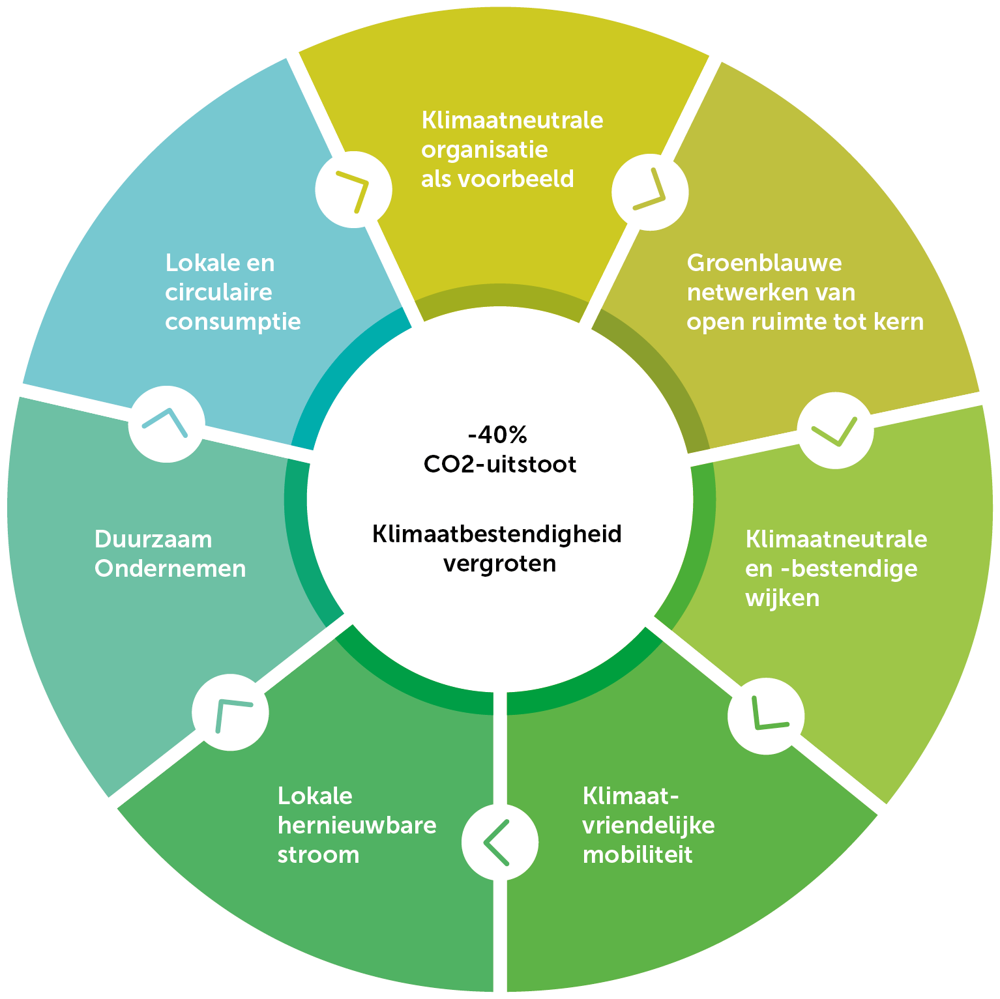 Klimaatneutrale
organisatie
als voorbeeld
Groenblauwe
netwerken van
open ruimte tot kern
Klimaatneutrale
en -bestendige
wijken
Klimaat-
vriendelijke
mobiliteit
Lokale
hernieuwbare
stroom
Duurzaam
Ondernemen
Lokale en
circulaire
consumptie
-40%
CO2-uitstoot
Klimaatbestendigheid
vergroten